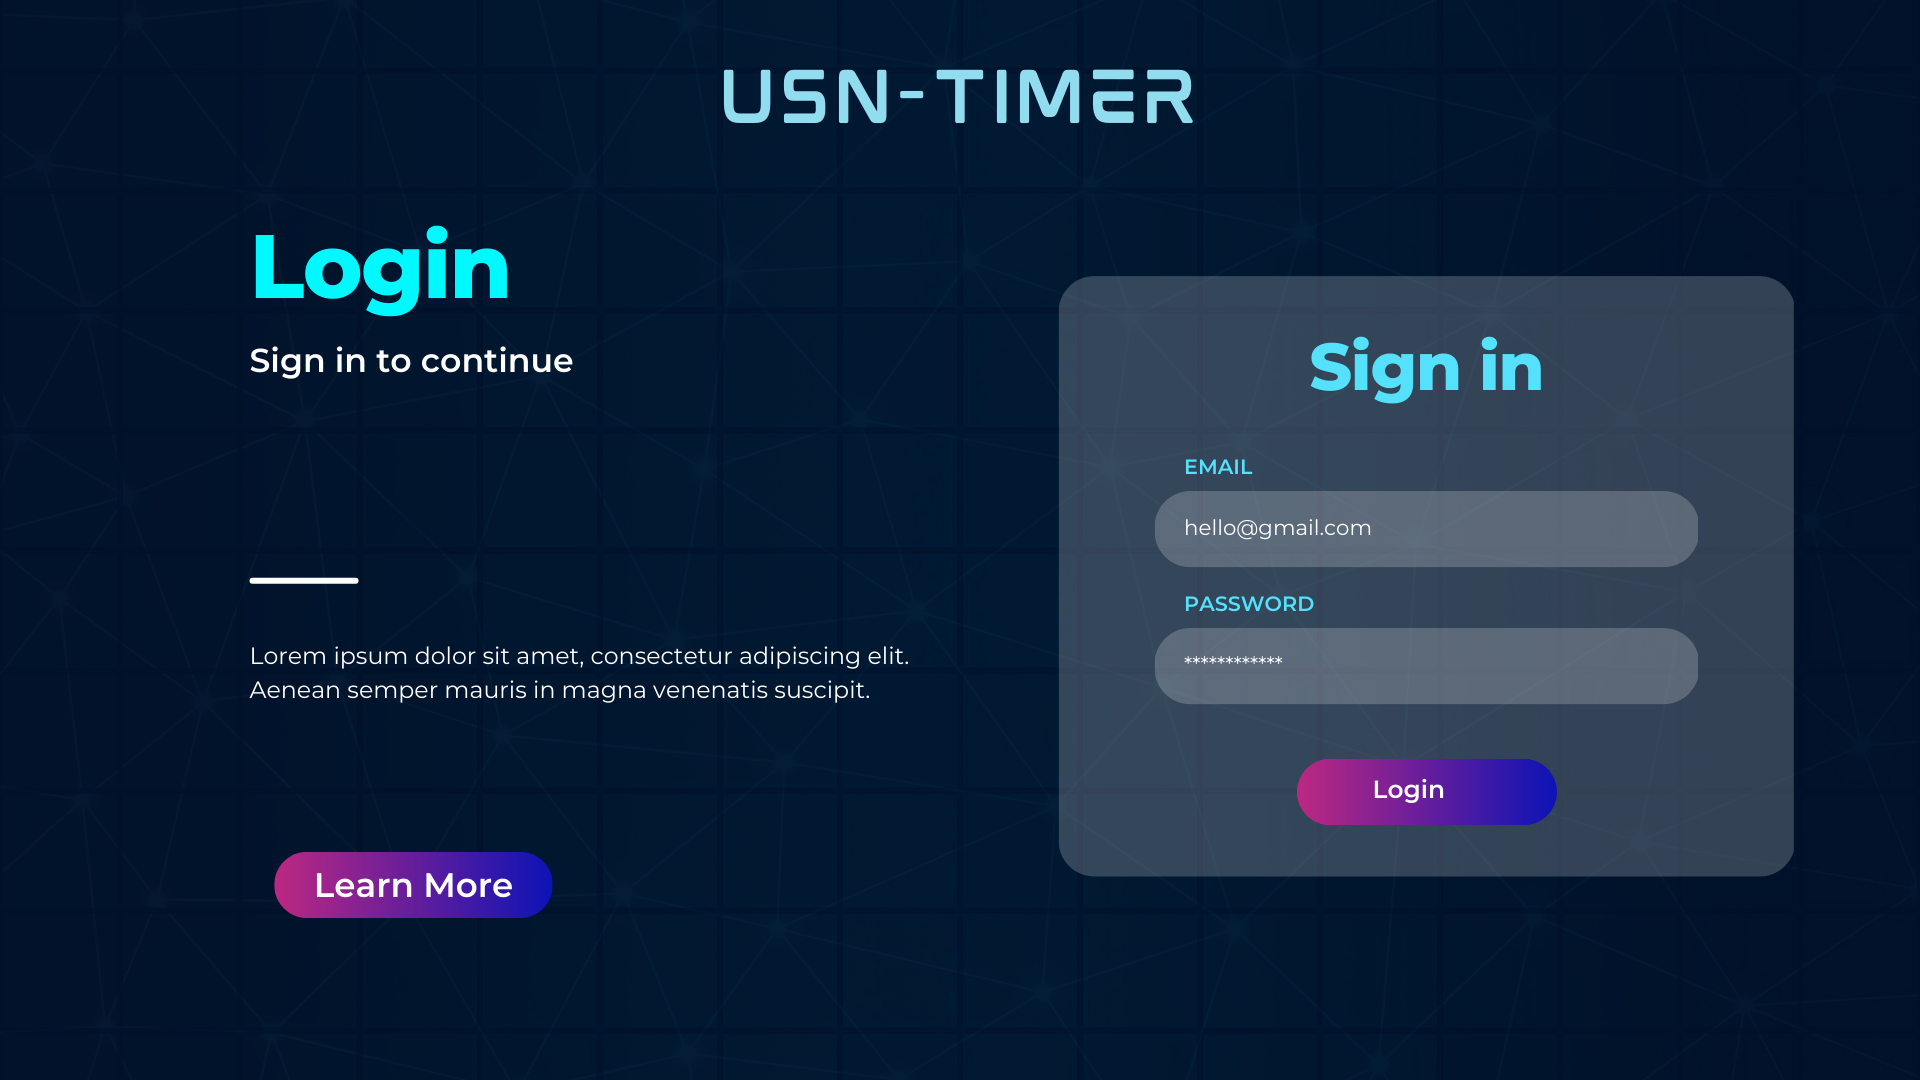 USN-TIMER
Login
Sign in to continue
Lorem ipsum dolor sit amet, consectetur adipiscing elit.
Aenean semper mauris in magna venenatis suscipit.
Learn More
Sign in
EMAIL
hello@gmail.com
PASSWORD
************
Login